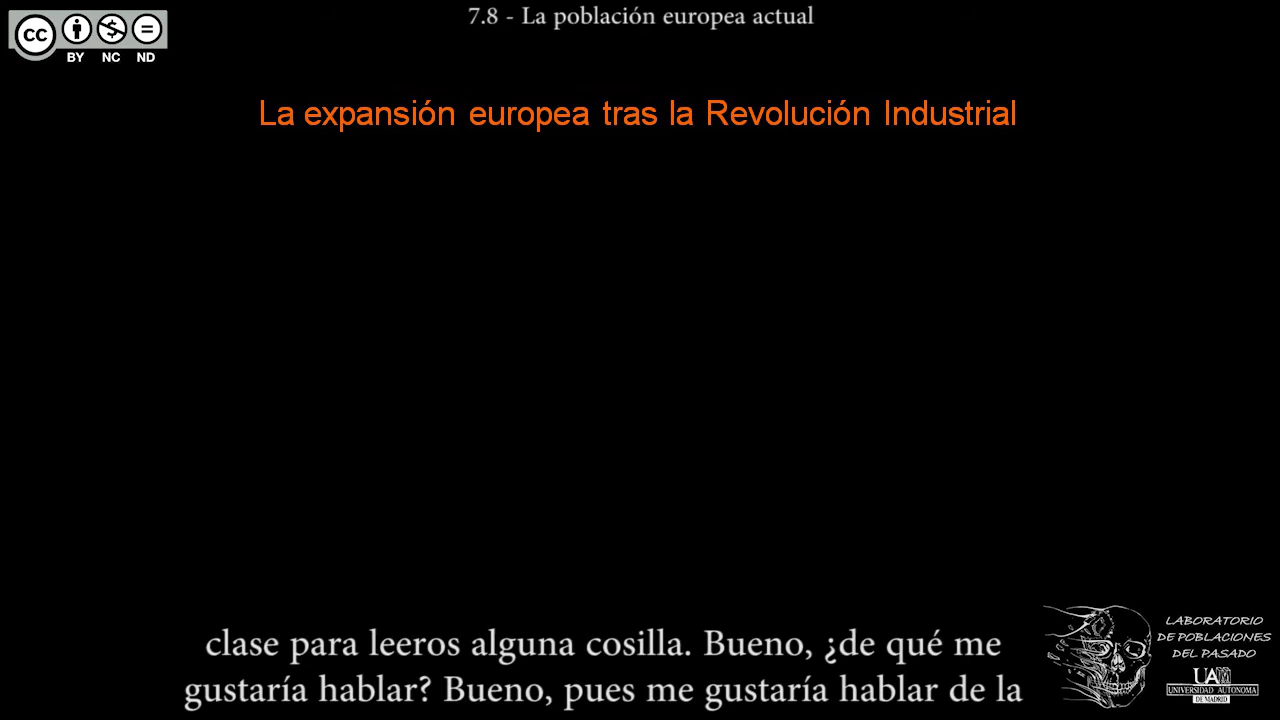 7.8 - La población europea actual
CC
BY NC ND
La expansión europea tras la Revolución Industrial
clase para leeros alguna cosilla. Bueno, ¿de qué me
gustaría hablar? Bueno, pues me gustaría hablar de la
LABORATORIO
DE POBLACIONES
DEL PASADO
UAM
UNIVERSIDAD AUTONOMA
DE MADRID